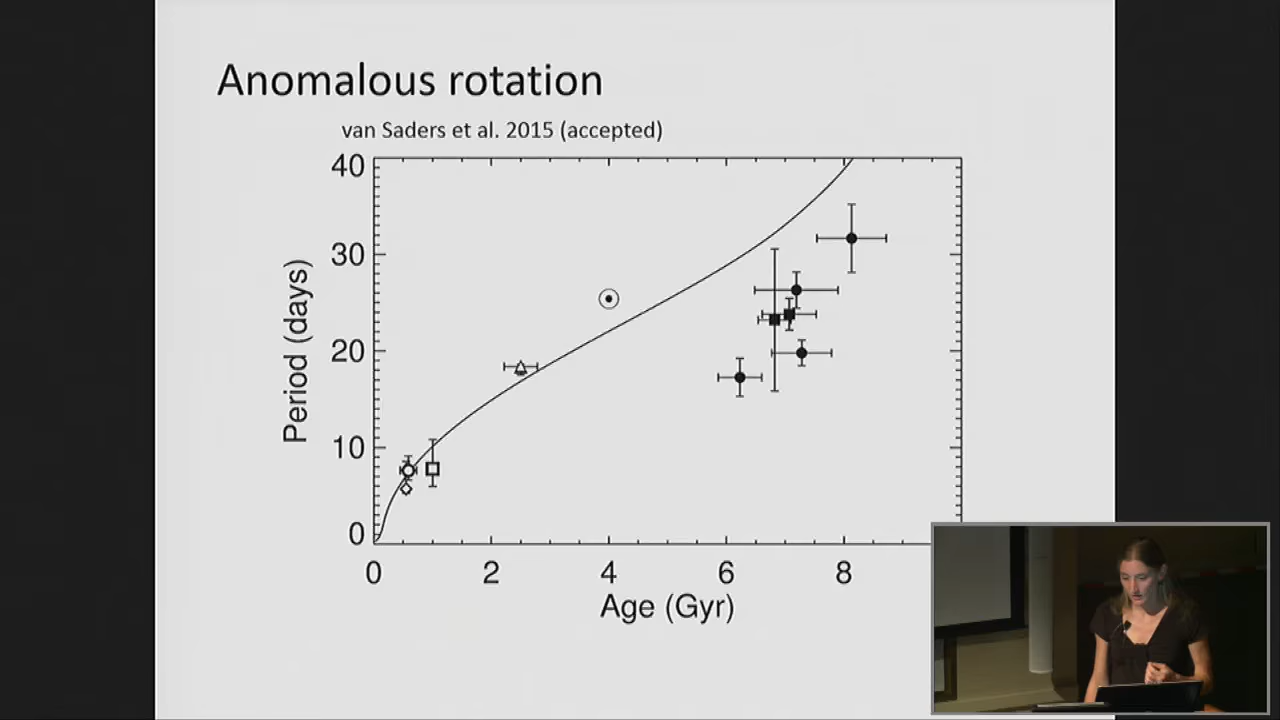 Anomalous rotation
van Saders et al. 2015 (accepted)
40
30
20
10
0
Period (days)
0 2 4 6 8
Age (Gyr)